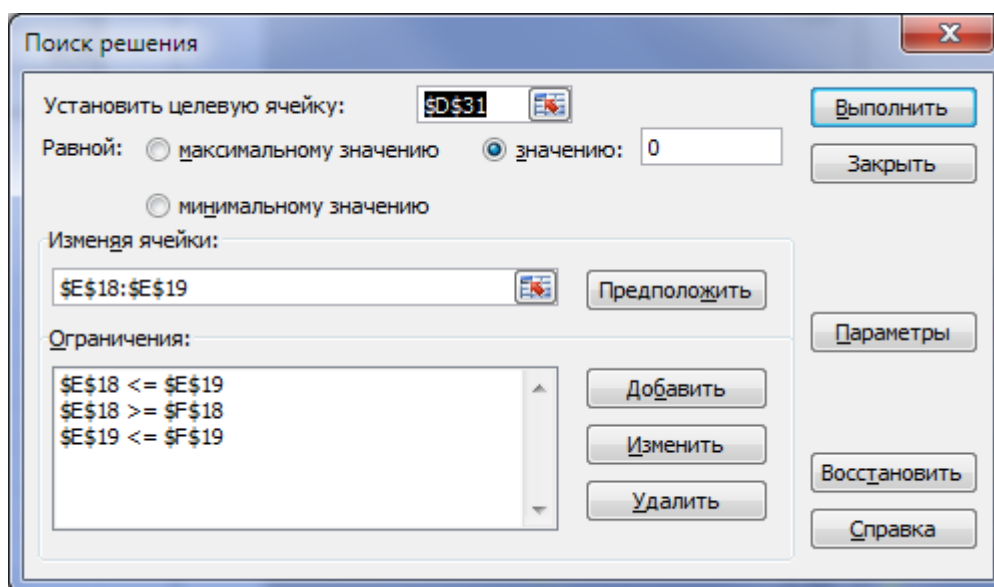 Поиск решения
Установить целевую ячейку: $D$31 Выполнить
Равной: максимальному значению значению: 0 Закрыть
минимальному значению
Изменяя ячейки:
$E$18:$E$19 Предположить
Ограничения: Параметры
$E$18 <= $E$19 Добавить
$E$18 >= $F$18
$E$19 <= $F$19 Изменить
Восстановить
Удалить
Справка